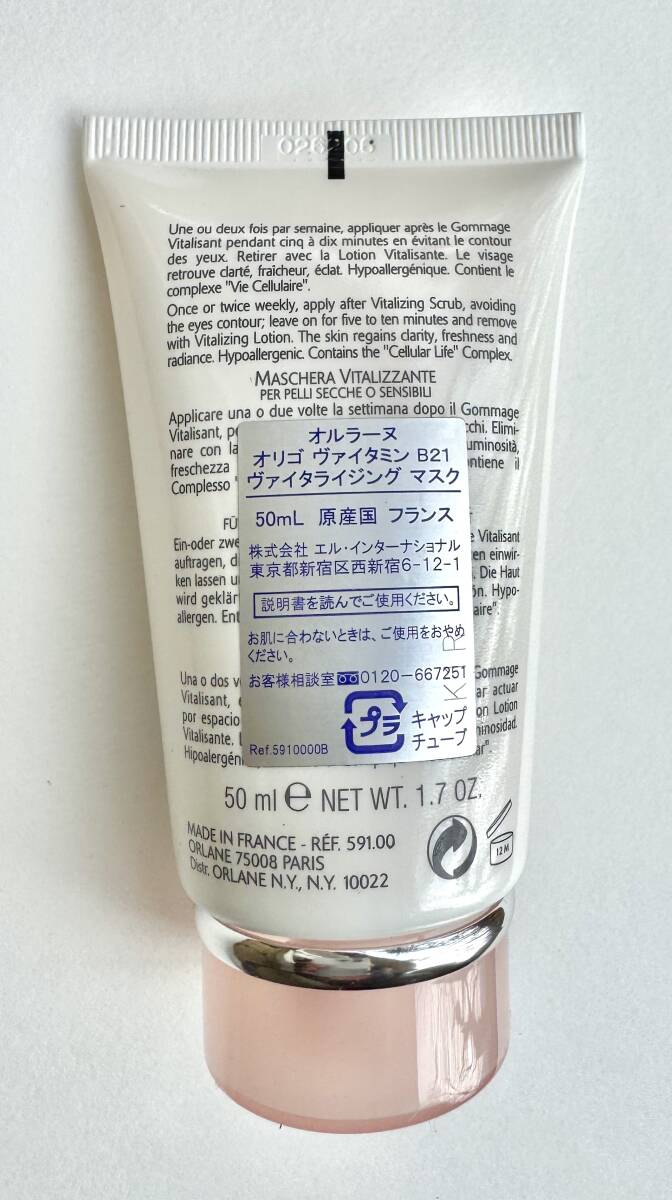 Une ou deux fois par semaine, appliquer après le Gommage
Vitalisant pendant cinq à dix minutes en évitant le contour
des yeux. Retirer avec la Lotion Vitalisante. Le visage
retrouve clarté, fraîcheur, éclat. Hypoallergénique. Contient le
complexe "Vie Cellulaire".
Once or twice weekly, apply after Vitalizing Scrub, avoiding
the eyes contour; leave on for five to ten minutes and remove
with Vitalizing Lotion. The skin regains clarity, freshness and
radiance. Hypoallergenic. Contains the "Cellular Life" Complex.
MASCHERA VITALIZZANTE
PER PELLI SECCHE O SENSIBILI
Applicare una o due volte la settimana dopo il Gommage
Vitalisant,
nare con
freschezza
Complesso
Ein-oder
auftragen,
ken lassen
wird
allergen.
Vitalisant
Die Haut
Una o dos
Vitalisant,
por espacio
Vitalisante.
Gommage
ar actuar
Lotion
オルラーヌ
オリゴ ヴァイタミン B21
ヴァイタライジング マスク
50mL 原産国 フランス
株式会社 エル・インターナショナル
東京都新宿区西新宿6-12-1
説明書を読んでご使用ください。
お肌に合わないときは、ご使用をおやめ
ください。
お客様相談室 0120-667251
プラ
キャップ
チューブ
Ref.5910000B
50 ml e NET WT. 1.7 OZ.
MADE IN FRANCE - RÉF. 591.00
ORLANE 75008 PARIS
Distr. ORLANE N.Y., N.Y. 10022
12 M